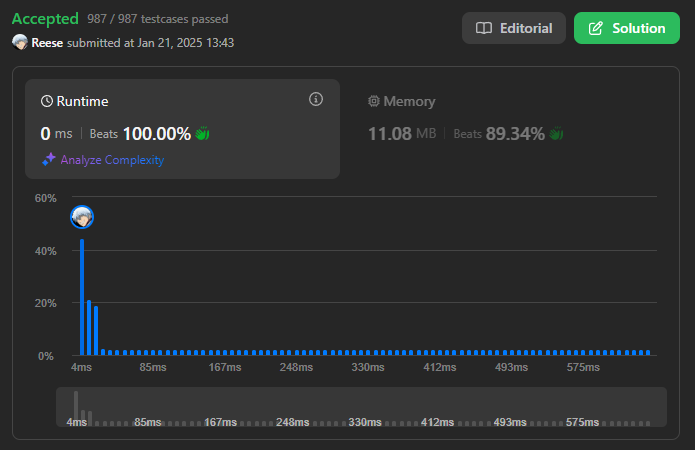 Accepted 987 / 987 testcases passed
Reese submitted at Jan 21, 2025 13:43
Editorial
Solution
Runtime
0 ms | Beats 100.00%
Analyze Complexity
Memory
11.08 MB | Beats 89.34%
60%
40%
20%
0%
4ms 85ms 167ms 248ms 330ms 412ms 493ms 575ms
4ms 85ms 167ms 248ms 330ms 412ms 493ms 575ms